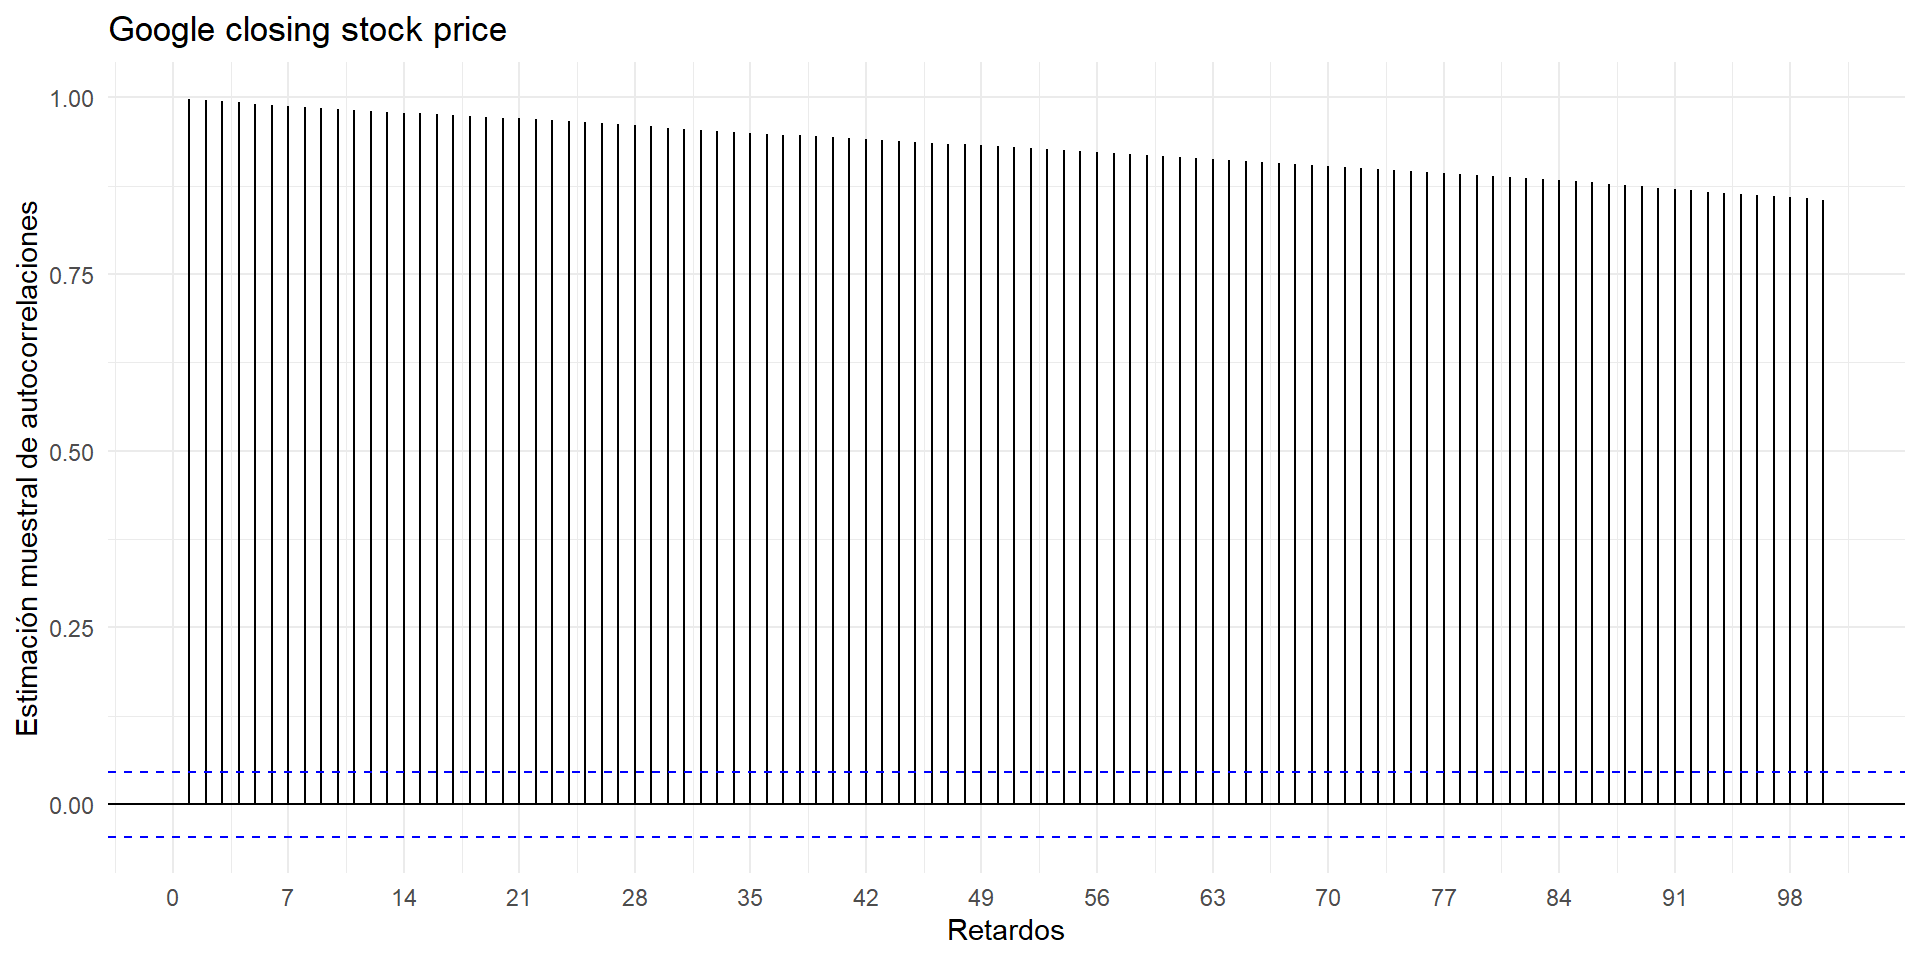 Google closing stock price
Estimación muestral de autocorrelaciones
1.00
0.75
0.50
0.25
0.00
0 7 14 21 28 35 42 49 56 63 70 77 84 91 98
Retardos